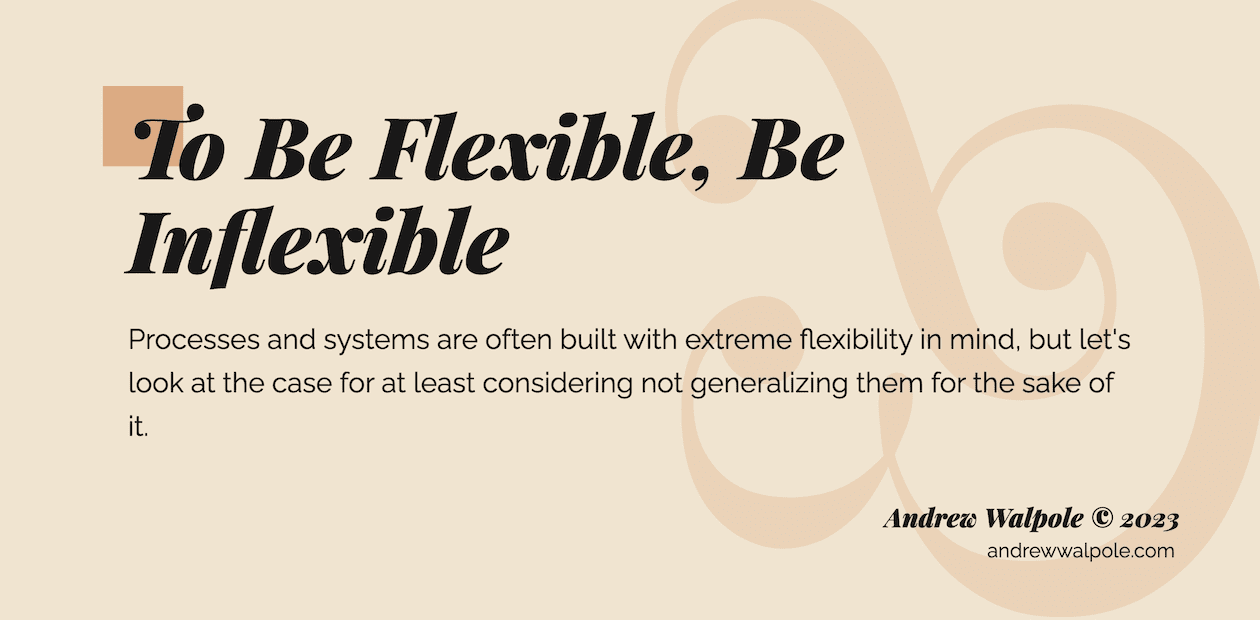 To Be Flexible, Be
Inflexible
Processes and systems are often built with extreme flexibility in mind, but let's
look at the case for at least considering not generalizing them for the sake of
it.
Andrew Walpole © 2023
andrewwalpole.com